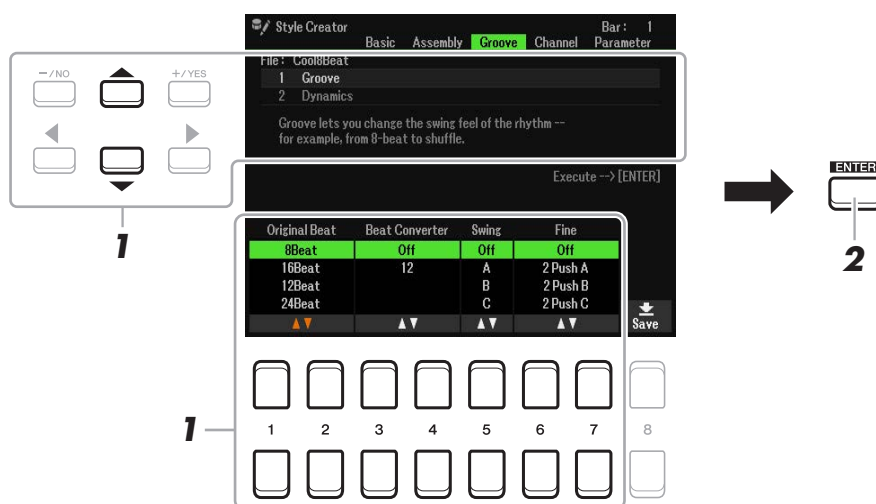 Style Creator
Bar: 1
Basic Assembly Groove Channel Parameter
File: Cool8Beat
1 Groove
2 Dynamics
Groove lets you change the swing feel of the rhythm --
for example, from 8-beat to shuffle.
Execute --> [ENTER]
-/NO
+/YES
1
ENTER
2
Original Beat Beat Converter Swing Fine
8Beat Off Off Off
16Beat 12 A 2 Push A
12Beat B 2 Push B
24Beat C 2 Push C
Save
1
1 2 3 4 5 6 7 8